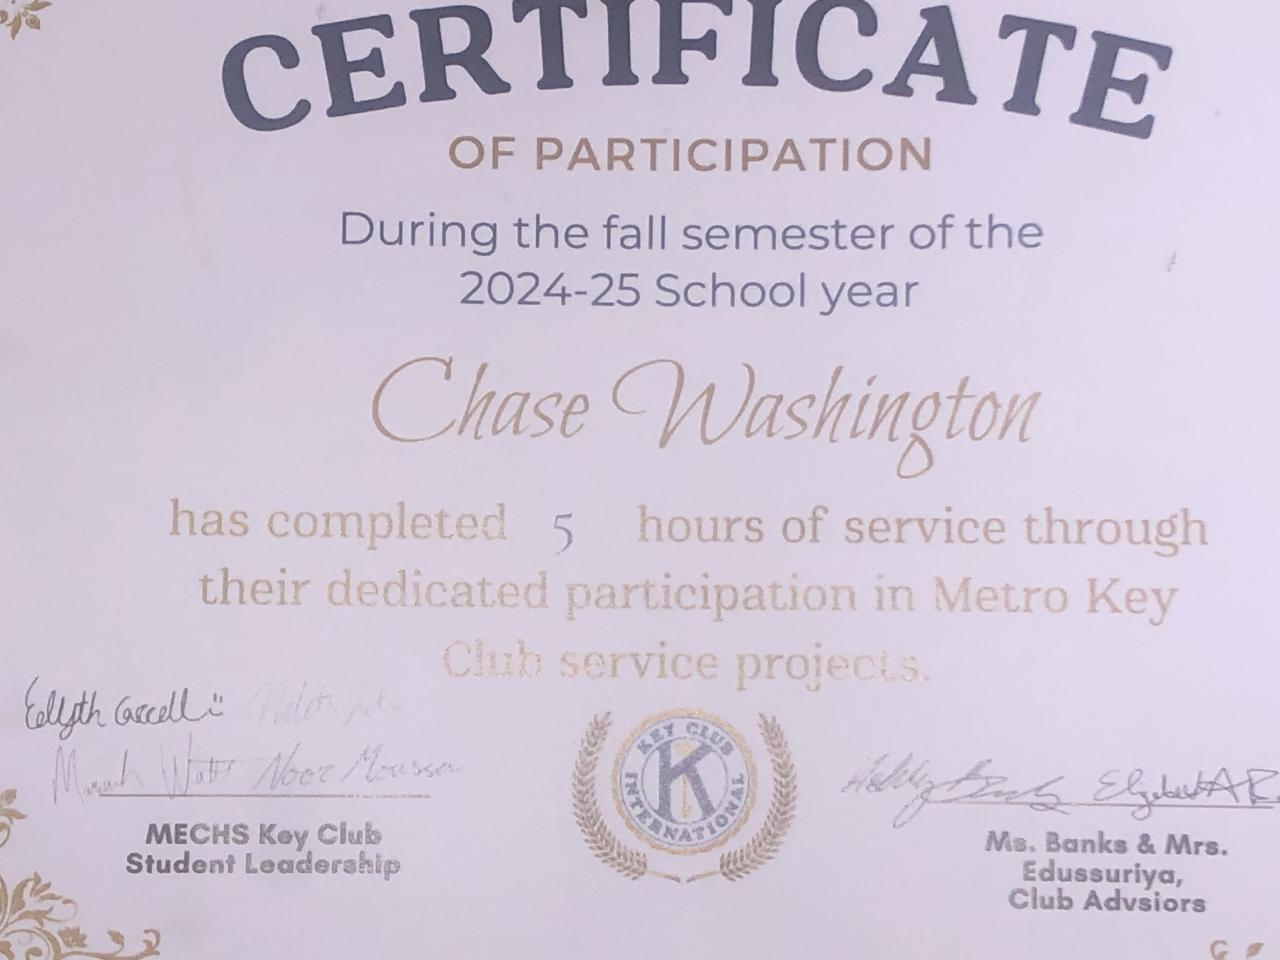 CERTIFICATE
OF PARTICIPATION
During the fall semester of the
2024-25 School year
Chase Washington
has completed 5 hours of service through
their dedicated participation in Metro Key
Club service projects.
Noor Moussa
KEY CLUB
K
INTERNATIONAL
MECHS Key Club
Student Leadership
Ms. Banks & Mrs.
Edussuriya,
Club Advsiors